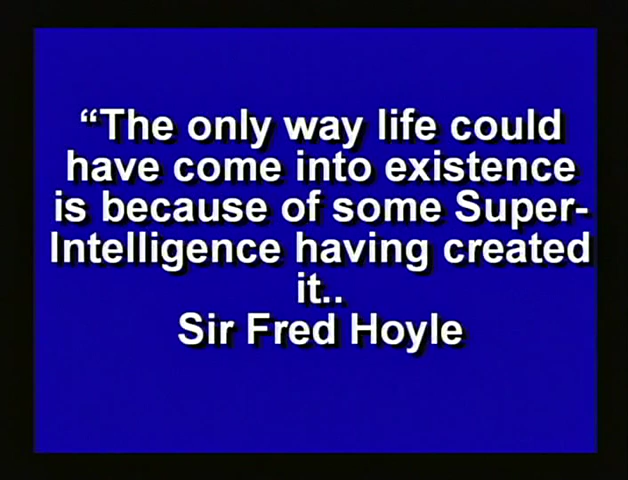 “The only way life could
have come into existence
is because of some Super-
Intelligence having created
it..
Sir Fred Hoyle